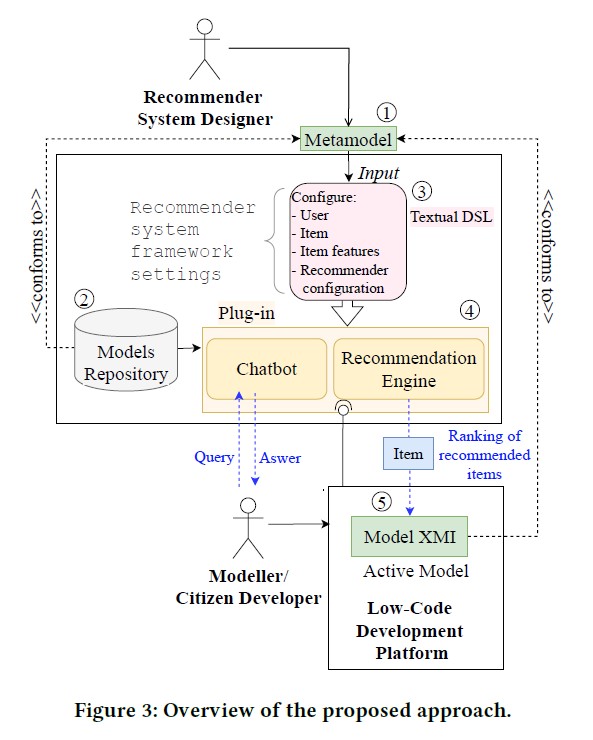 Recommender
System Designer
①
Metamodel
Input
③
Configure:
- User
- Item
- Item features
- Recommender
configuration
Textual DSL
Recommender
system
framework
settings
<<conforms to>>
<<conforms to>>
②
Models
Repository
Plug-in
④
Chatbot
Recommendation
Engine
Query
Aswer
Item
Ranking of
recommended
items
⑤
Model XMI
Active Model
Modeller/
Citizen Developer
Low-Code
Development
Platform
Figure 3: Overview of the proposed approach.